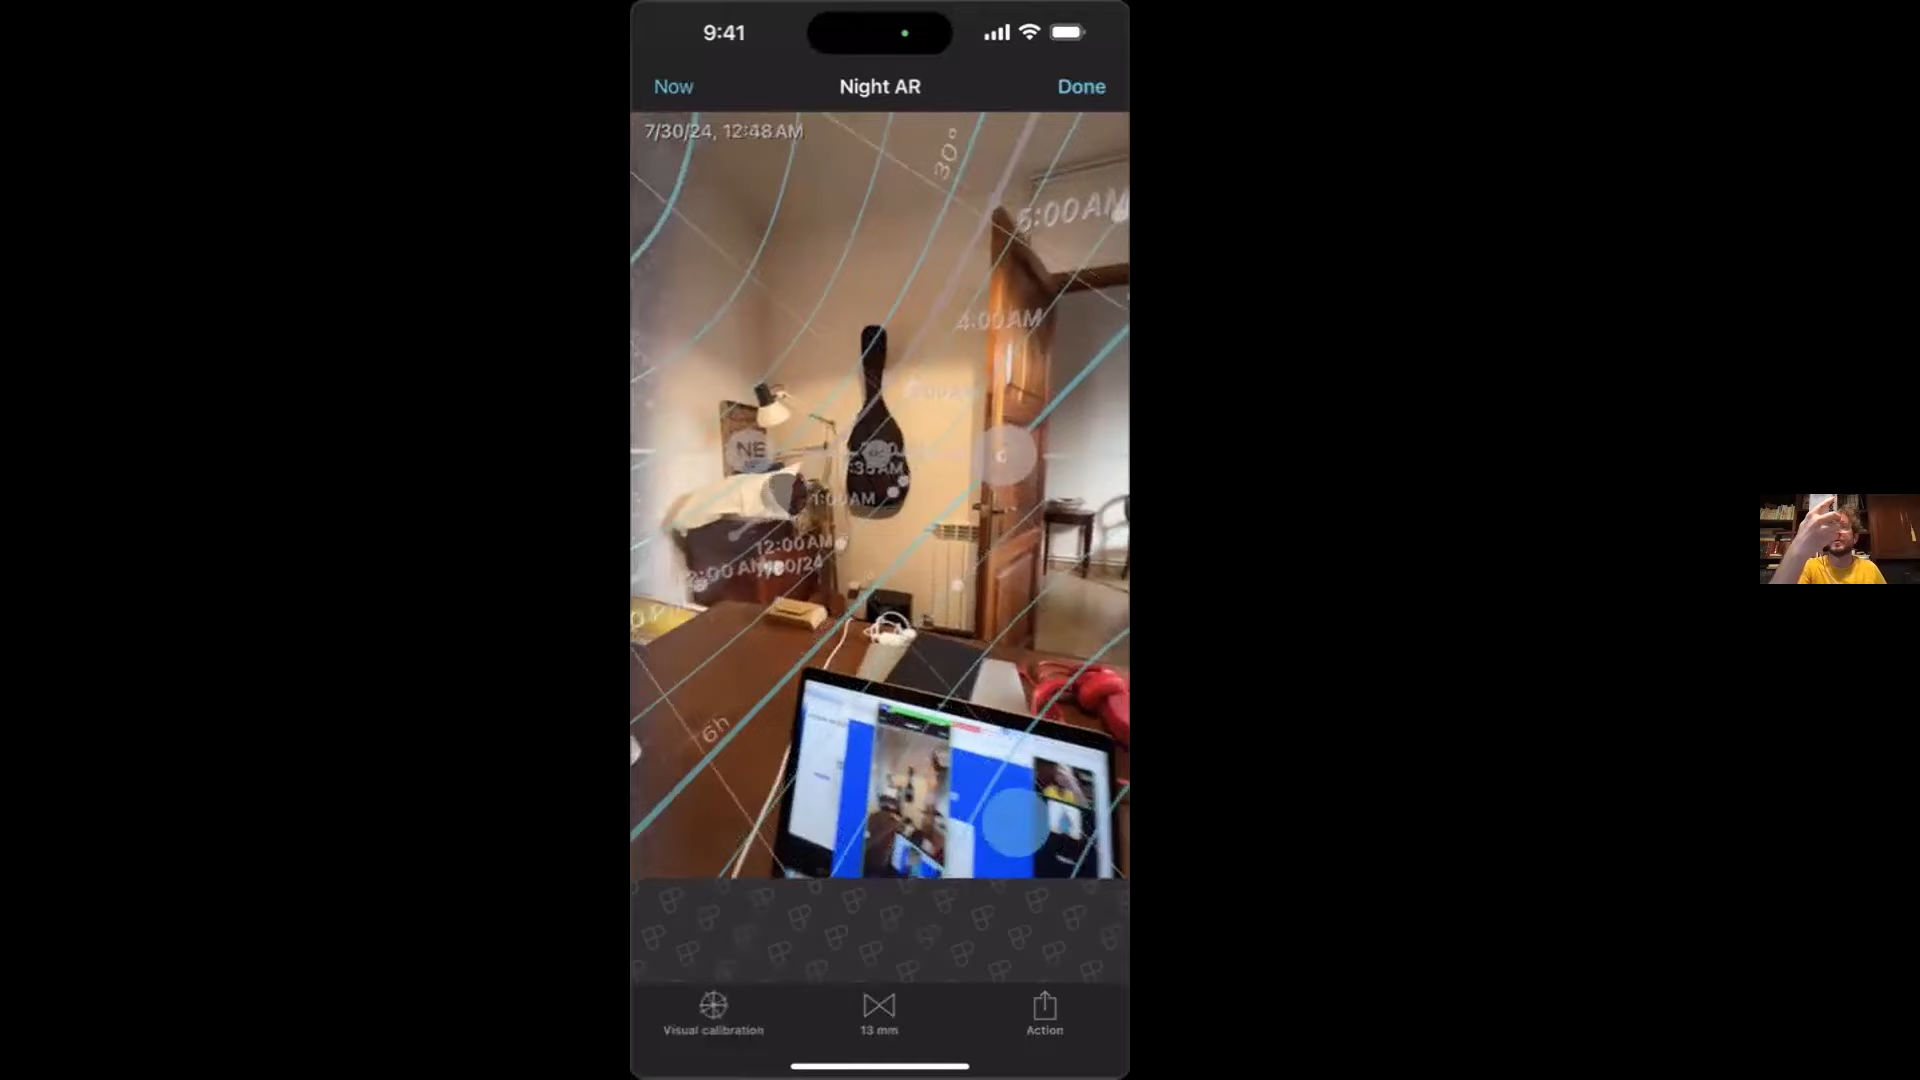 9:41
Now Night AR Done
7/30/24, 12:48 AM
30°
5:00 AM
4:00 AM
NE
1:00 AM
12:00 AM
6h
Visual calibration
13 mm
Action